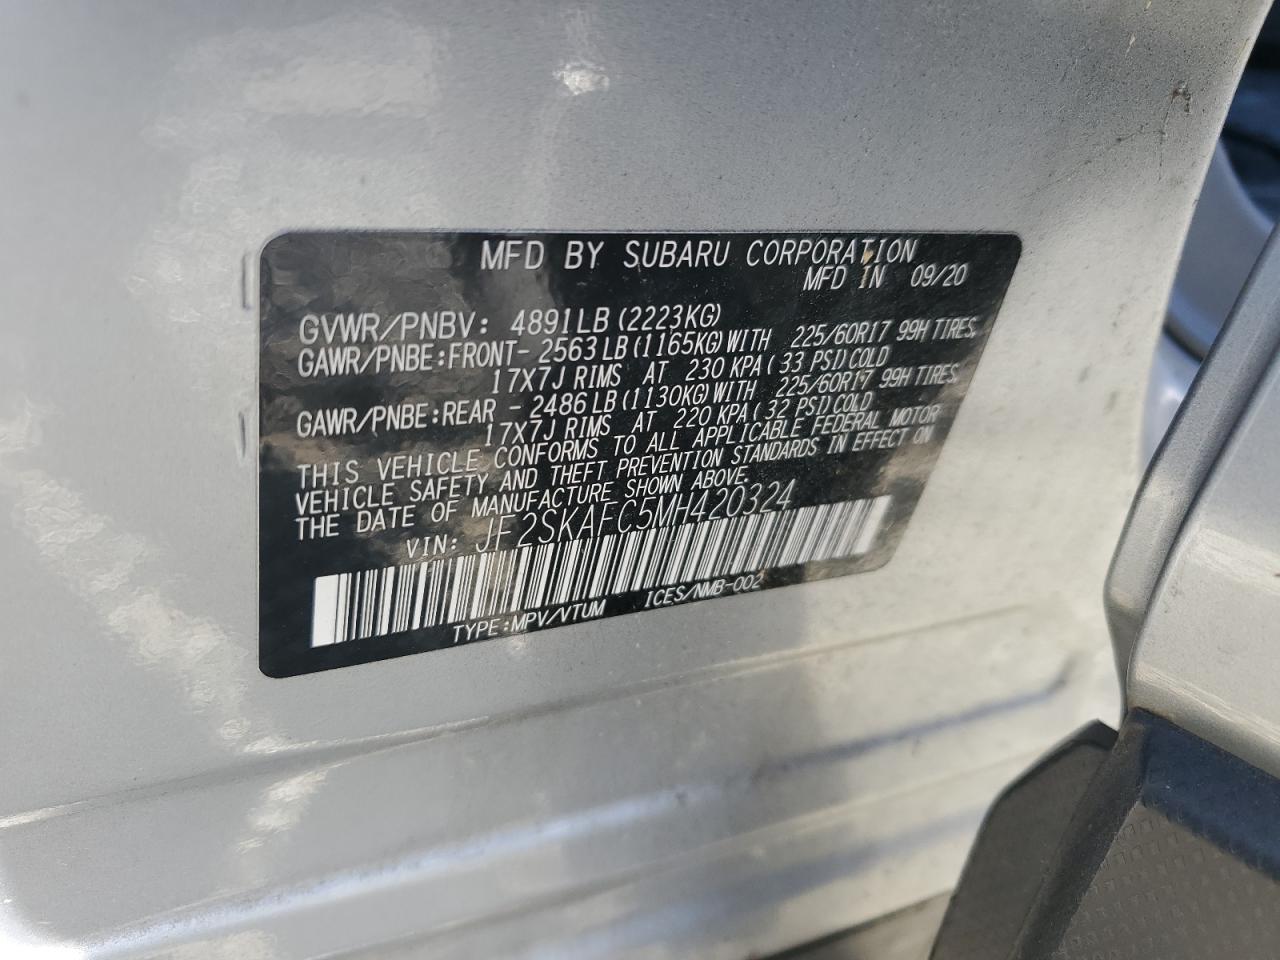 MFD BY SUBARU CORPORATION
MFD IN 09/20
GVWR/PNBV: 4891LB(2223KG)
GAWR/PNBE:FRONT- 2563LB(1165KG)WITH 225/60R17 99H TIRES,
17X7J RIMS AT 230 KPA(33 PSI)COLD
GAWR/PNBE:REAR - 2486LB(1130KG)WITH 225/60R17 99H TIRES,
17X7J RIMS AT 220 KPA(32 PSI)COLD
THIS VEHICLE CONFORMS TO ALL APPLICABLE FEDERAL MOTOR
VEHICLE SAFETY AND THEFT PREVENTION STANDARDS IN EFFECT ON
THE DATE OF MANUFACTURE SHOWN ABOVE.
VIN: JF2SKAFC5MH420324
TYPE:MPV/VTUM ICES/NMB-002